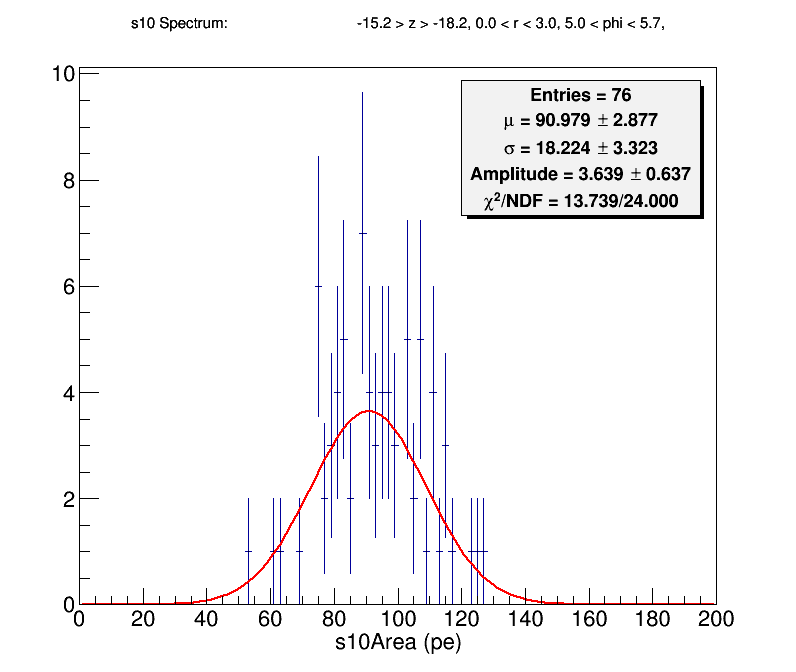 s10 Spectrum: -15.2 > z > -18.2, 0.0 < r < 3.0, 5.0 < phi < 5.7,
Entries = 76
μ = 90.979 ± 2.877
σ = 18.224 ± 3.323
Amplitude = 3.639 ± 0.637
χ²/NDF = 13.739/24.000
10
8
6
4
2
0
0 20 40 60 80 100 120 140 160 180 200
s10Area (pe)